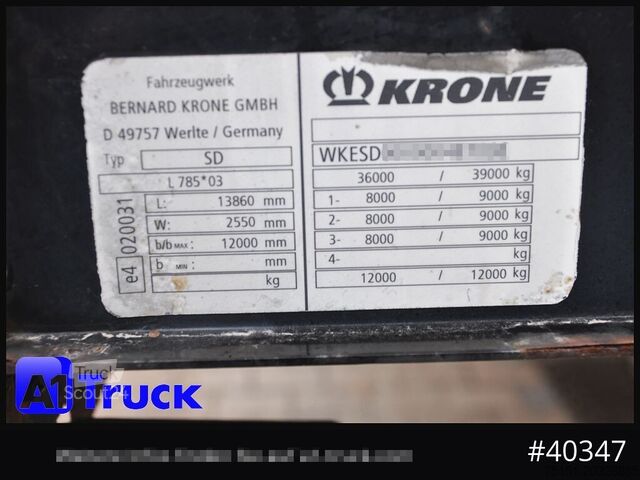 Fahrzeugwerk
BERNARD KRONE GMBH
D 49757 Werlte / Germany
Typ SD
L 785*03
L: 13860 mm
W: 2550 mm
b/b MAX: 12000 mm
b MIN: mm
kg
e4 020031
KRONE
WKESD
36000 / 39000 kg
1- 8000 / 9000 kg
2- 8000 / 9000 kg
3- 8000 / 9000 kg
4- kg
12000 / 12000 kg
A1 TRUCK
Truck
Scout24
#40347